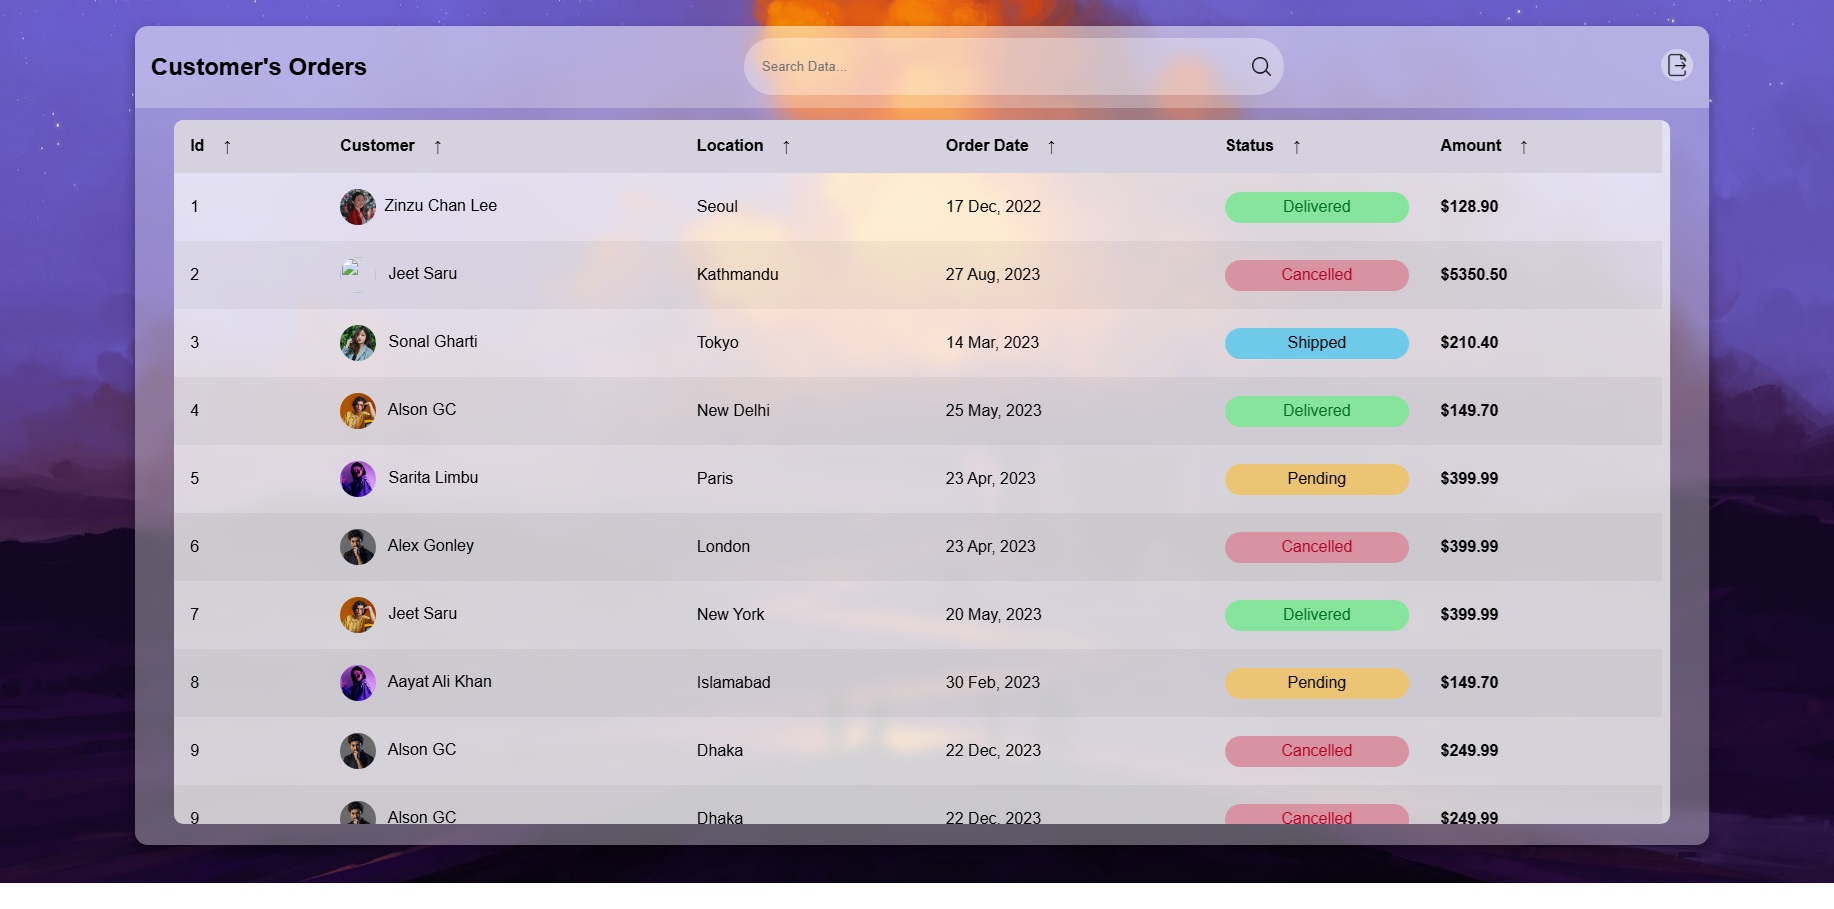 Customer's Orders Search Data...
Id ↑ Customer ↑ Location ↑ Order Date ↑ Status ↑ Amount ↑
1 Zinzu Chan Lee Seoul 17 Dec, 2022 Delivered $128.90
2 Jeet Saru Kathmandu 27 Aug, 2023 Cancelled $5350.50
3 Sonal Gharti Tokyo 14 Mar, 2023 Shipped $210.40
4 Alson GC New Delhi 25 May, 2023 Delivered $149.70
5 Sarita Limbu Paris 23 Apr, 2023 Pending $399.99
6 Alex Gonley London 23 Apr, 2023 Cancelled $399.99
7 Jeet Saru New York 20 May, 2023 Delivered $399.99
8 Aayat Ali Khan Islamabad 30 Feb, 2023 Pending $149.70
9 Alson GC Dhaka 22 Dec, 2023 Cancelled $249.99
9 Alson GC Dhaka 22 Dec, 2023 Cancelled $249.99